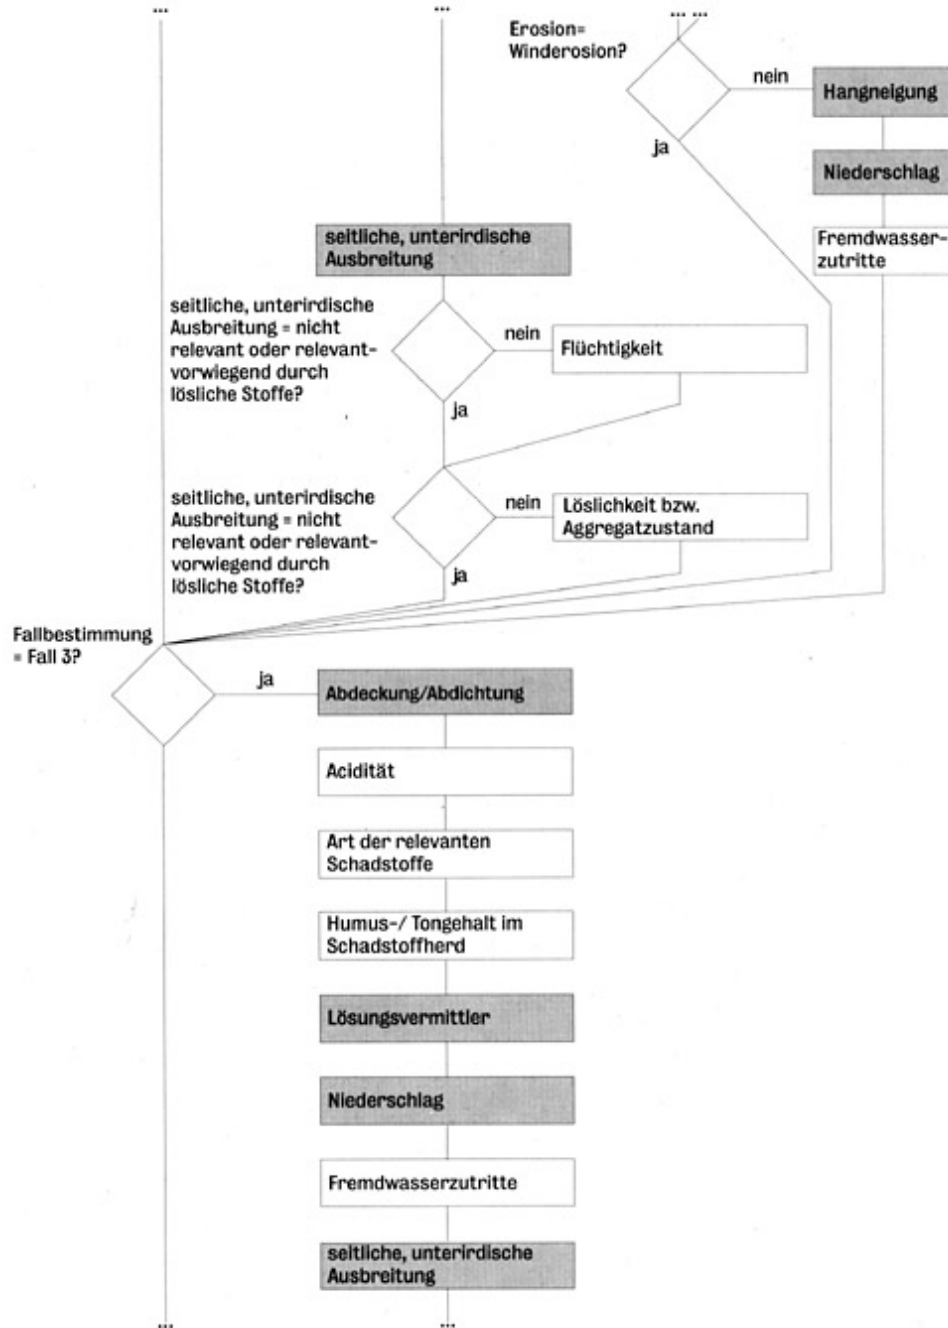 ...
...
... ...
Erosion=
Winderosion?
nein
Hangneigung
ja
Niederschlag
Fremdwasser-
zutritte
seitliche, unterirdische
Ausbreitung
seitliche, unterirdische
Ausbreitung = nicht
relevant oder relevant-
vorwiegend durch
lösliche Stoffe?
nein
Flüchtigkeit
ja
seitliche, unterirdische
Ausbreitung = nicht
relevant oder relevant-
vorwiegend durch
lösliche Stoffe?
nein
Löslichkeit bzw.
Aggregatzustand
ja
Fallbestimmung
= Fall 3?
ja
Abdeckung/Abdichtung
Acidität
Art der relevanten
Schadstoffe
Humus-/ Tongehalt im
Schadstoffherd
Lösungsvermittler
Niederschlag
Fremdwasserzutritte
seitliche, unterirdische
Ausbreitung
...
...